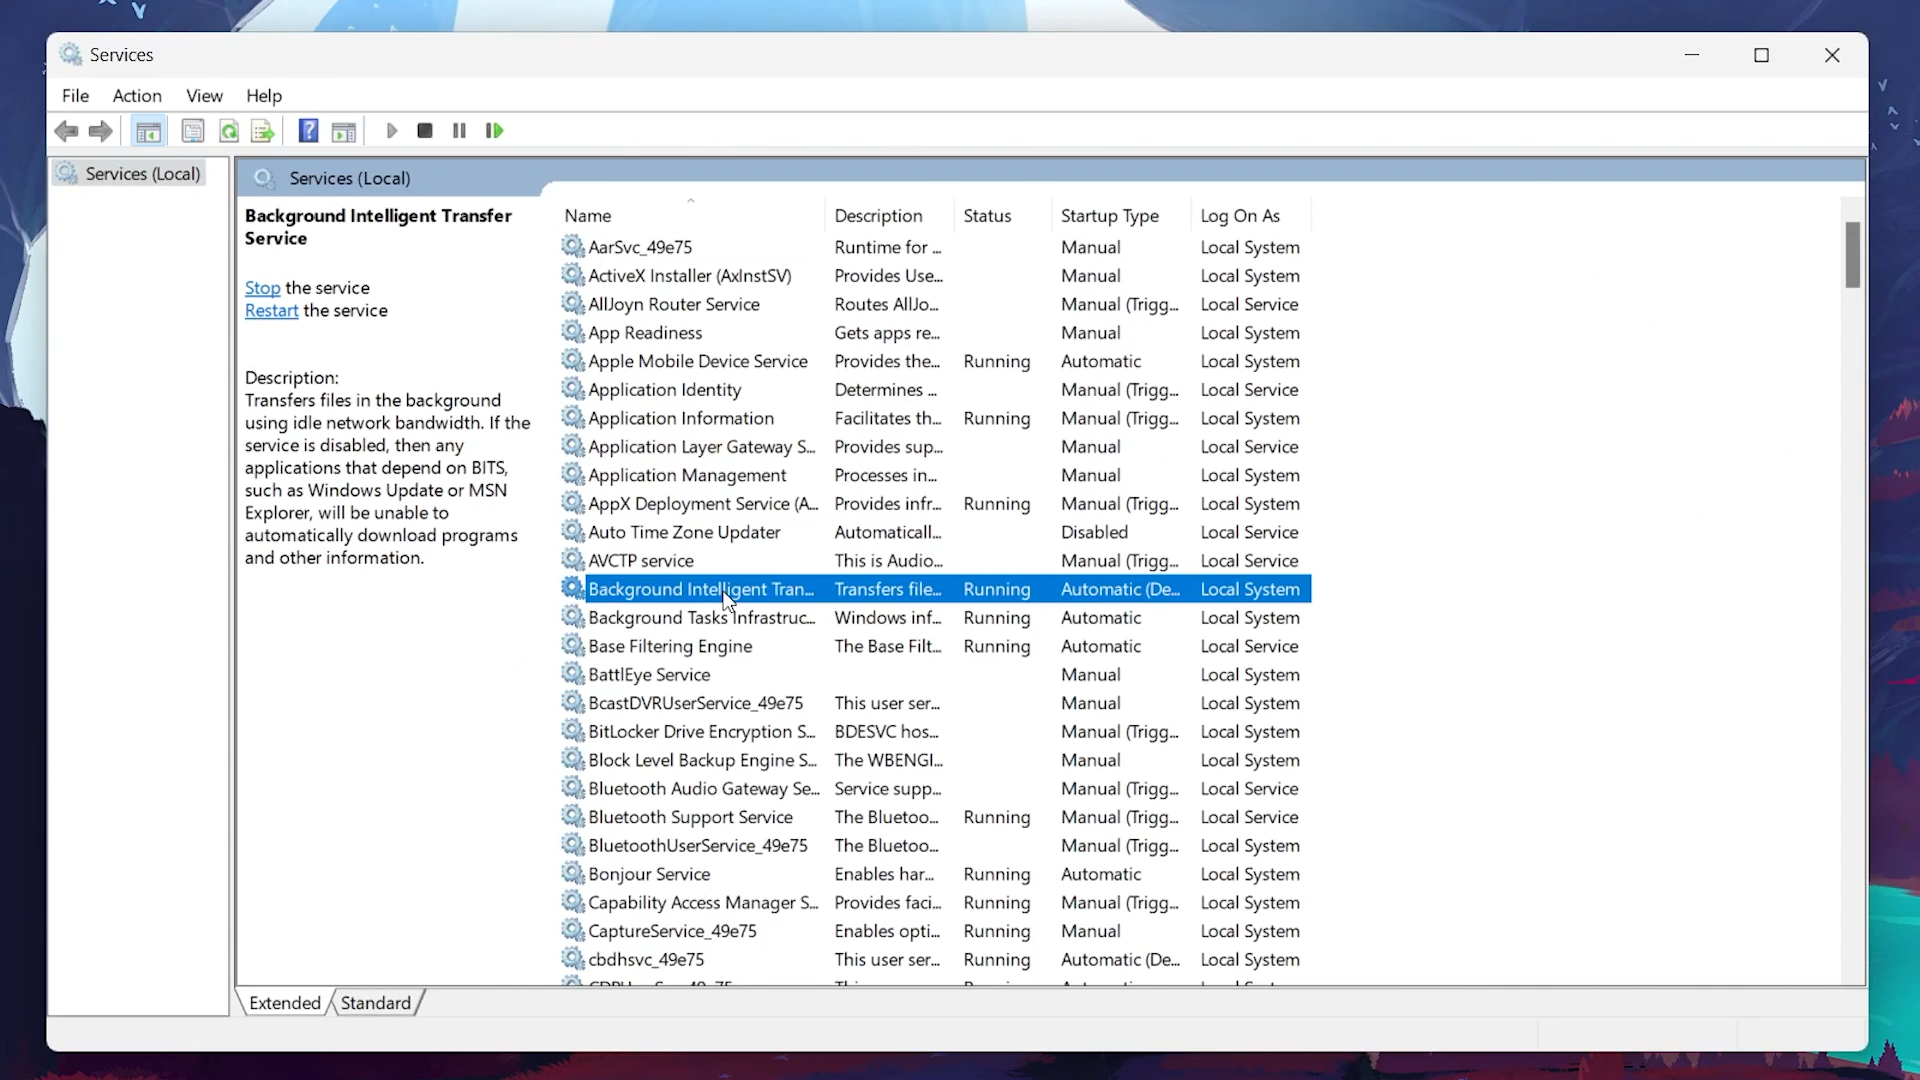 Services
File Action View Help
Services (Local)
Services (Local)
Background Intelligent Transfer
Service
Stop the service
Restart the service
Description:
Transfers files in the background
using idle network bandwidth. If the
service is disabled, then any
applications that depend on BITS,
such as Windows Update or MSN
Explorer, will be unable to
automatically download programs
and other information.
Name Description Status Startup Type Log On As
AarSvc_49e75 Runtime for ... Manual Local System
ActiveX Installer (AxInstSV) Provides Use... Manual Local System
AllJoyn Router Service Routes AllJo... Manual (Trigg... Local Service
App Readiness Gets apps re... Manual Local System
Apple Mobile Device Service Provides the... Running Automatic Local System
Application Identity Determines ... Manual (Trigg... Local Service
Application Information Facilitates th... Running Manual (Trigg... Local System
Application Layer Gateway S... Provides sup... Manual Local Service
Application Management Processes in... Manual Local System
AppX Deployment Service (A... Provides infr... Running Manual (Trigg... Local System
Auto Time Zone Updater Automaticall... Disabled Local Service
AVCTP service This is Audio... Manual (Trigg... Local Service
Background Intelligent Tran... Transfers file... Running Automatic (De... Local System
Background Tasks Infrastruc... Windows inf... Running Automatic Local System
Base Filtering Engine The Base Filt... Running Automatic Local Service
BattlEye Service Manual Local System
BcastDVRUserService_49e75 This user ser... Manual Local System
BitLocker Drive Encryption S... BDESVC hos... Manual (Trigg... Local System
Block Level Backup Engine S... The WBENGI... Manual Local System
Bluetooth Audio Gateway Se... Service supp... Manual (Trigg... Local Service
Bluetooth Support Service The Bluetoo... Running Manual (Trigg... Local Service
BluetoothUserService_49e75 The Bluetoo... Manual (Trigg... Local System
Bonjour Service Enables har... Running Automatic Local System
Capability Access Manager S... Provides faci... Running Manual (Trigg... Local System
CaptureService_49e75 Enables opti... Running Manual Local System
cbdhsvc_49e75 This user ser... Running Automatic (De... Local System
Extended Standard